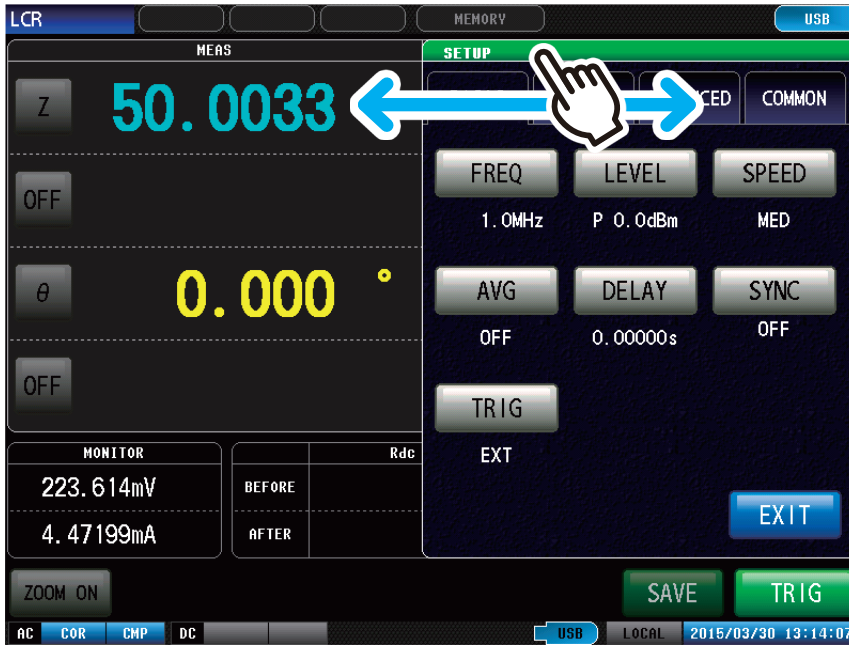 LCR MEMORY USB
MEAS
SETUP
COMMON
Z 50.0033
FREQ LEVEL SPEED
1.0MHz P 0.0dBm MED
OFF
θ 0.000 °
AVG DELAY SYNC
OFF 0.00000s OFF
OFF
TRIG
EXT
MONITOR Rdc
223.614mV BEFORE
4.47199mA AFTER
EXIT
ZOOM ON SAVE TRIG
AC COR CMP DC USB LOCAL 2015/03/30 13:14:07